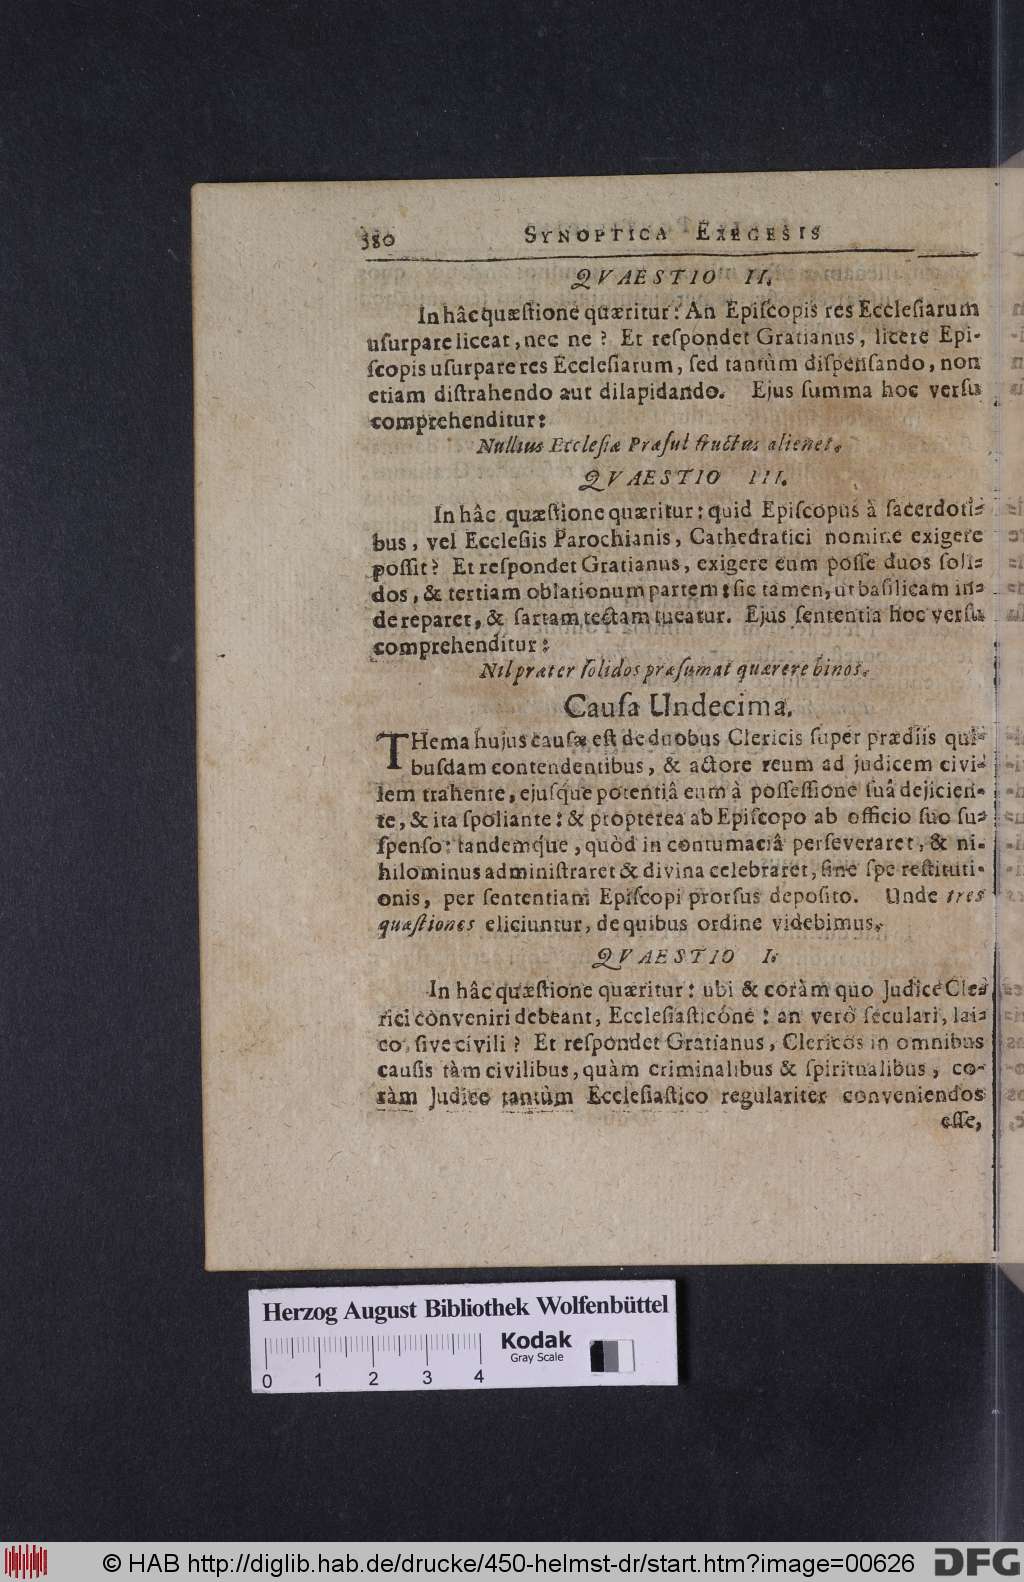 380 SYNOPTICA EXEGESIS
QVAESTIO II.
In hâc quæſtione quæritur: An Epiſcopis res Eccleſiarum
uſurpare liceat, nec ne? Et reſpondet Gratianus, licere Epi-
ſcopis uſurpare res Eccleſiarum, ſed tantùm diſpenſando, non
etiam diſtrahendo aut dilapidando. Ejus ſumma hoc verſu
comprehenditur:
Nullius Eccleſiæ Præſul fructus alienet.
QVAESTIO III.
In hâc quæſtione quæritur: quid Epiſcopus à ſacerdoti-
bus, vel Eccleſiis Parochianis, Cathedratici nomine exigere
poſſit? Et reſpondet Gratianus, exigere eum poſſe duos ſoli-
dos, & tertiam oblationum partem: ſic tamen, ut baſilicam in-
de reparet, & ſartam tectam tueatur. Ejus ſententia hoc verſu
comprehenditur:
Nil præter ſolidos præſumat quærere binos.
Cauſa Undecima.
THema hujus cauſæ eſt de duobus Clericis ſuper prædiis qui-
buſdam contendentibus, & actore reum ad judicem civi-
lem trahente, ejuſque potentiâ eum à poſſeſſione ſuâ dejicien-
te, & ita ſpoliante: & propterea ab Epiſcopo ab officio ſuo ſu-
ſpenſo: tandemq́ue, quòd in contumaciâ perſeveraret, & ni-
hilominus adminiſtraret & divina celebraret, ſine ſpe reſtituti-
onis, per ſententiam Epiſcopi prorſus depoſito. Unde tres
quæſtiones eliciuntur, de quibus ordine videbimus.
QVAESTIO I.
In hâc quæſtione quæritur: ubi & coràm quo Judice Cle-
rici conveniri debeant, Eccleſiaſticóne: an verò ſeculari, lai-
co, ſive civili? Et reſpondet Gratianus, Clericos in omnibus
cauſis tàm civilibus, quàm criminalibus & ſpiritualibus, co-
ràm Judice tantùm Eccleſiaſtico regulariter conveniendos
eſſe,
Herzog August Bibliothek Wolfenbüttel
Kodak
Gray Scale
0 1 2 3 4
© HAB http://diglib.hab.de/drucke/450-helmst-dr/start.htm?image=00626 DFG